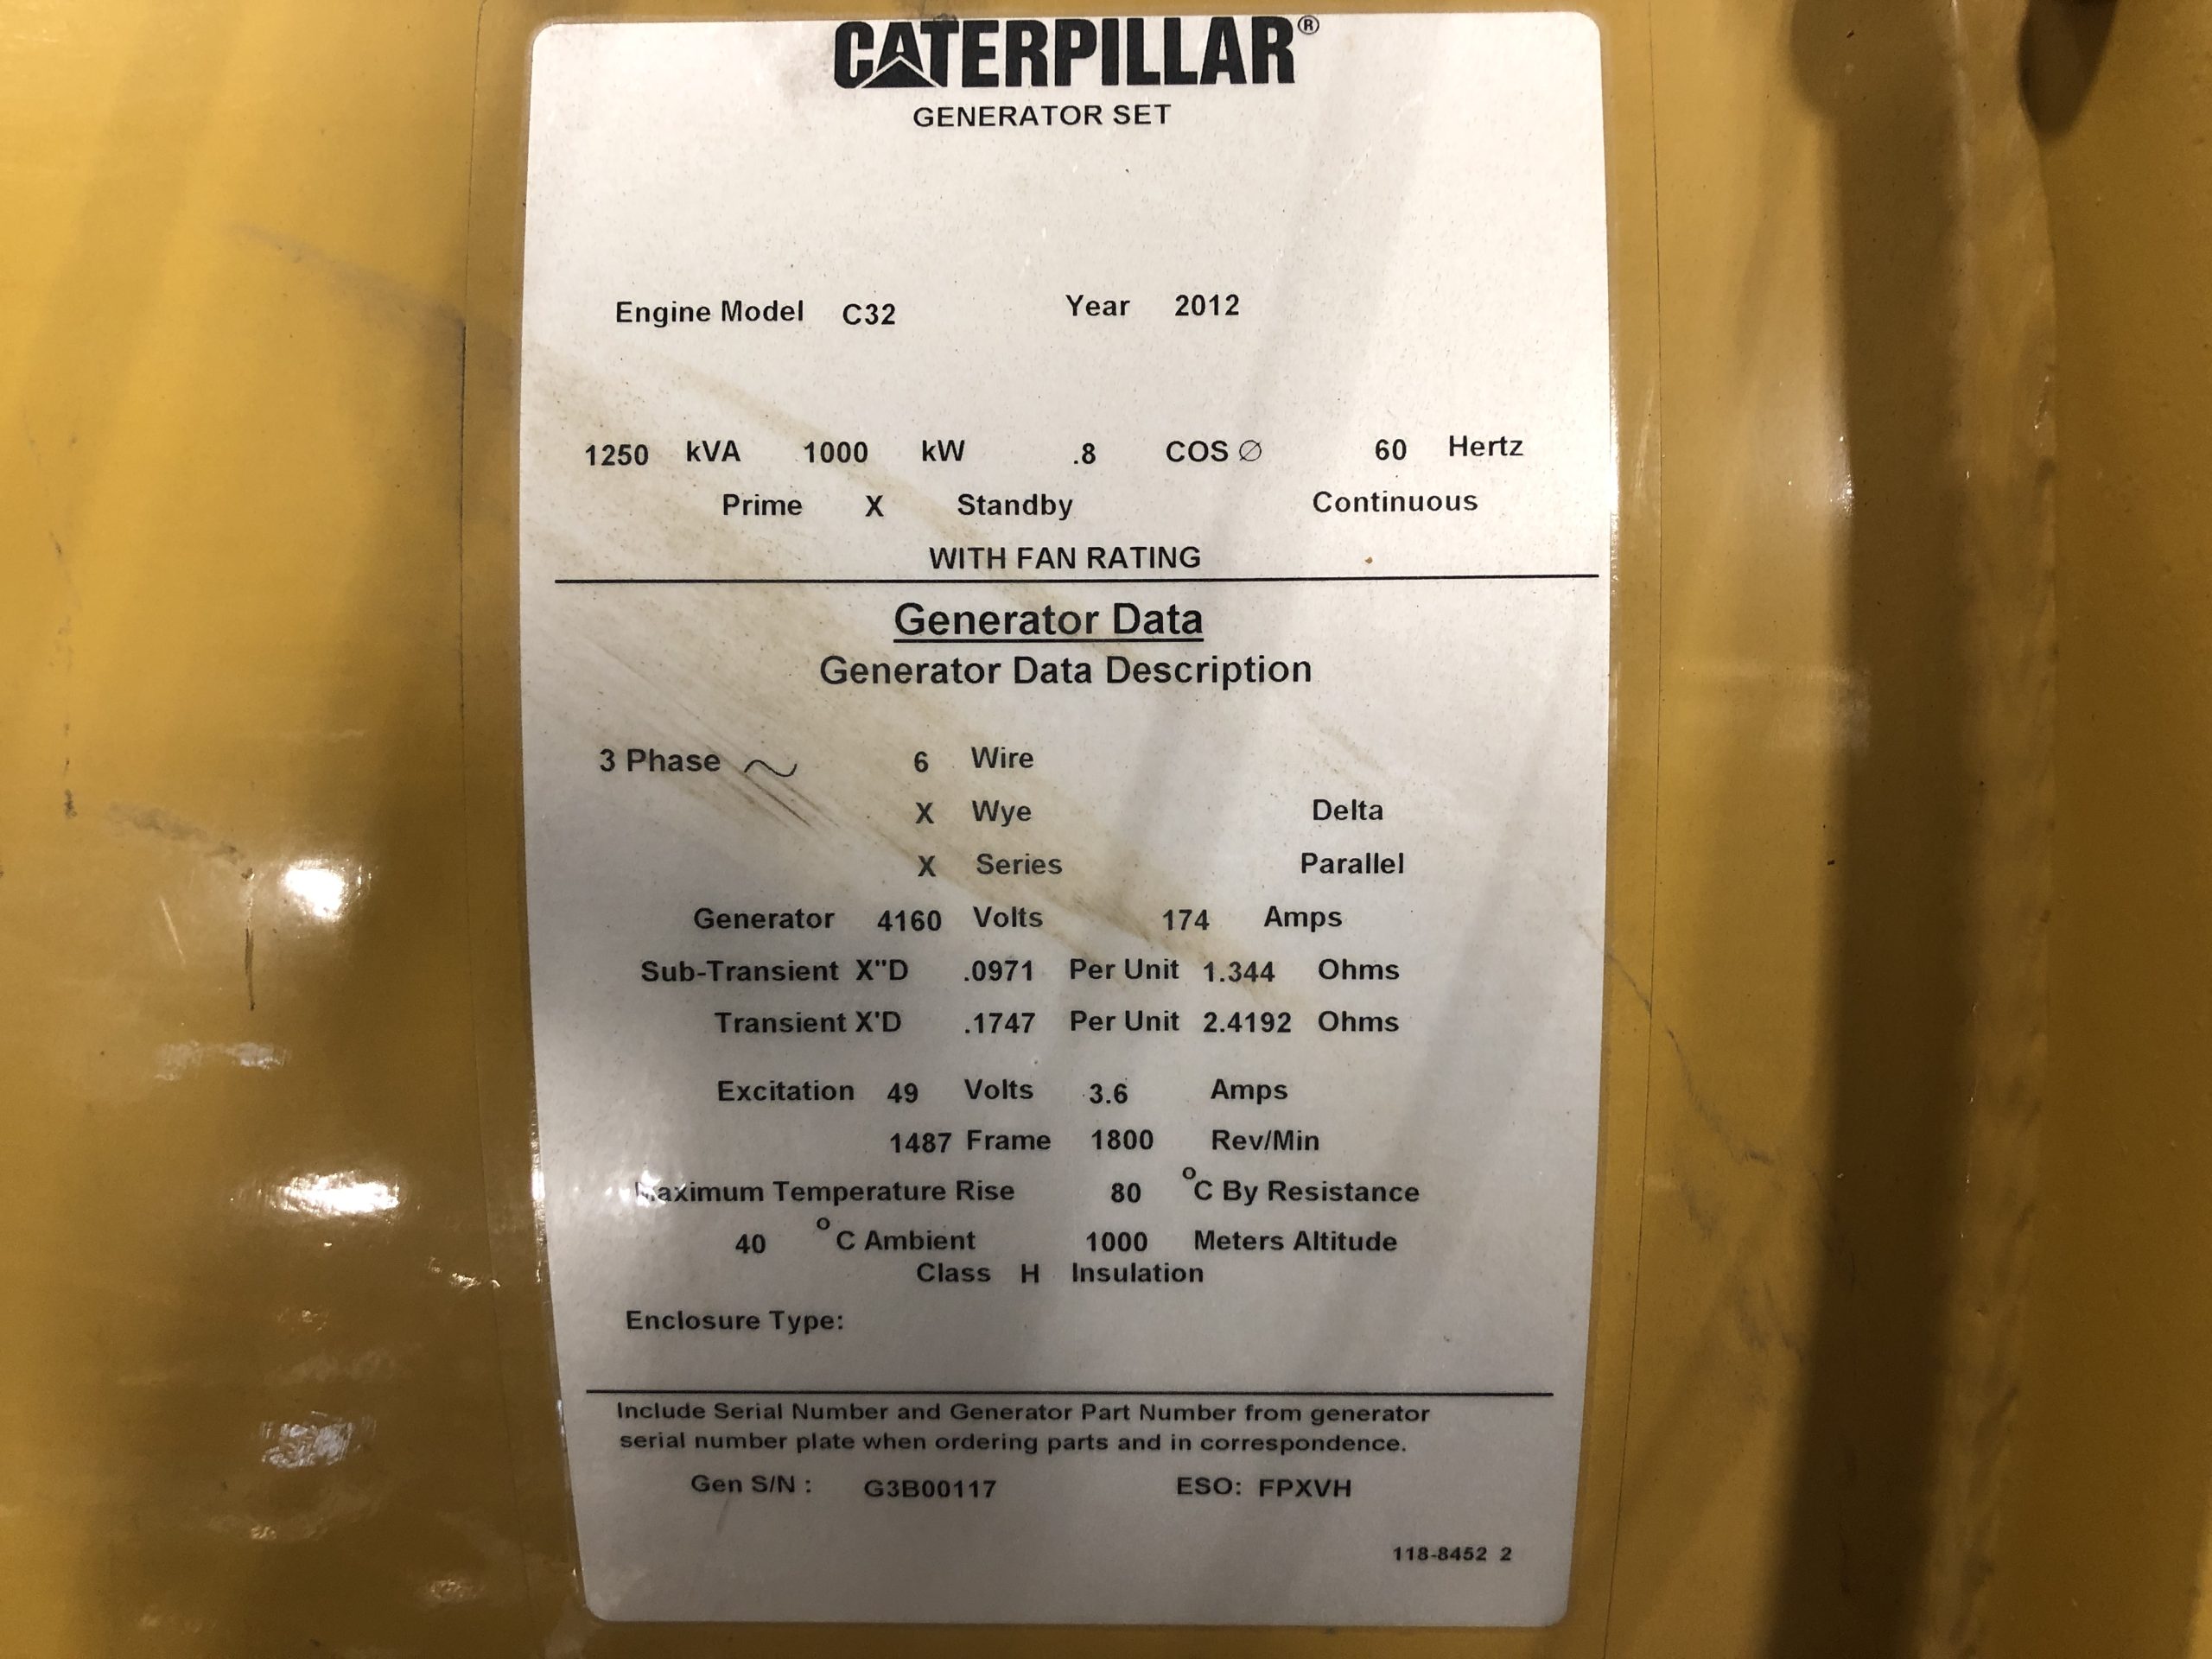 CATERPILLAR®
GENERATOR SET
Engine Model C32 Year 2012
1250 kVA 1000 kW .8 COS ∅ 60 Hertz
Prime X Standby Continuous
WITH FAN RATING
Generator Data
Generator Data Description
3 Phase ~ 6 Wire
X Wye Delta
X Series Parallel
Generator 4160 Volts 174 Amps
Sub-Transient X"D .0971 Per Unit 1.344 Ohms
Transient X'D .1747 Per Unit 2.4192 Ohms
Excitation 49 Volts 3.6 Amps
1487 Frame 1800 Rev/Min
Maximum Temperature Rise 80 °C By Resistance
40 °C Ambient 1000 Meters Altitude
Class H Insulation
Enclosure Type:
Include Serial Number and Generator Part Number from generator
serial number plate when ordering parts and in correspondence.
Gen S/N : G3B00117 ESO: FPXVH
118-8452 2